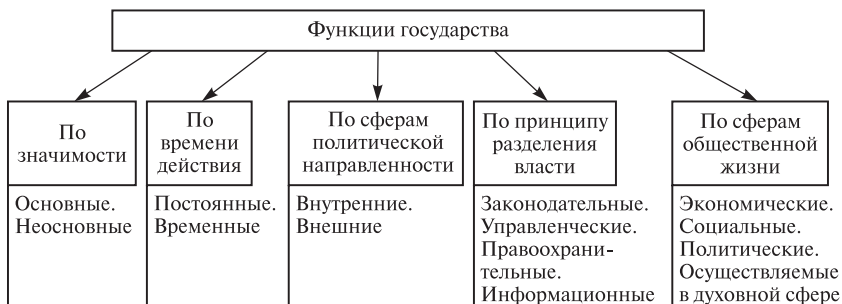 Функции государства
По
значимости
Основные.
Неосновные
По
времени
действия
Постоянные.
Временные
По сферам
политической
направленности
Внутренние.
Внешние
По принципу
разделения
власти
Законодательные.
Управленческие.
Правоохрани-
тельные.
Информационные
По сферам
общественной
жизни
Экономические.
Социальные.
Политические.
Осуществляемые
в духовной сфере